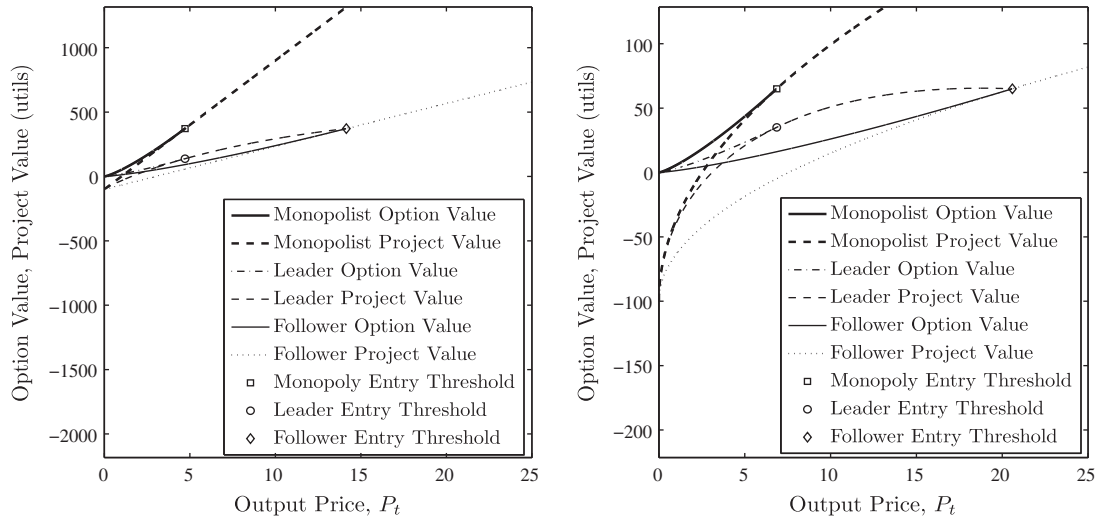 Option Value, Project Value (utils)
1000
500
0
−500
−1000
−1500
−2000
Monopolist Option Value
Monopolist Project Value
Leader Option Value
Leader Project Value
Follower Option Value
Follower Project Value
Monopoly Entry Threshold
Leader Entry Threshold
Follower Entry Threshold
0 5 10 15 20 25
Output Price, Pt
Option Value, Project Value (utils)
100
50
0
−50
−100
−150
−200
Monopolist Option Value
Monopolist Project Value
Leader Option Value
Leader Project Value
Follower Option Value
Follower Project Value
Monopoly Entry Threshold
Leader Entry Threshold
Follower Entry Threshold
0 5 10 15 20 25
Output Price, Pt